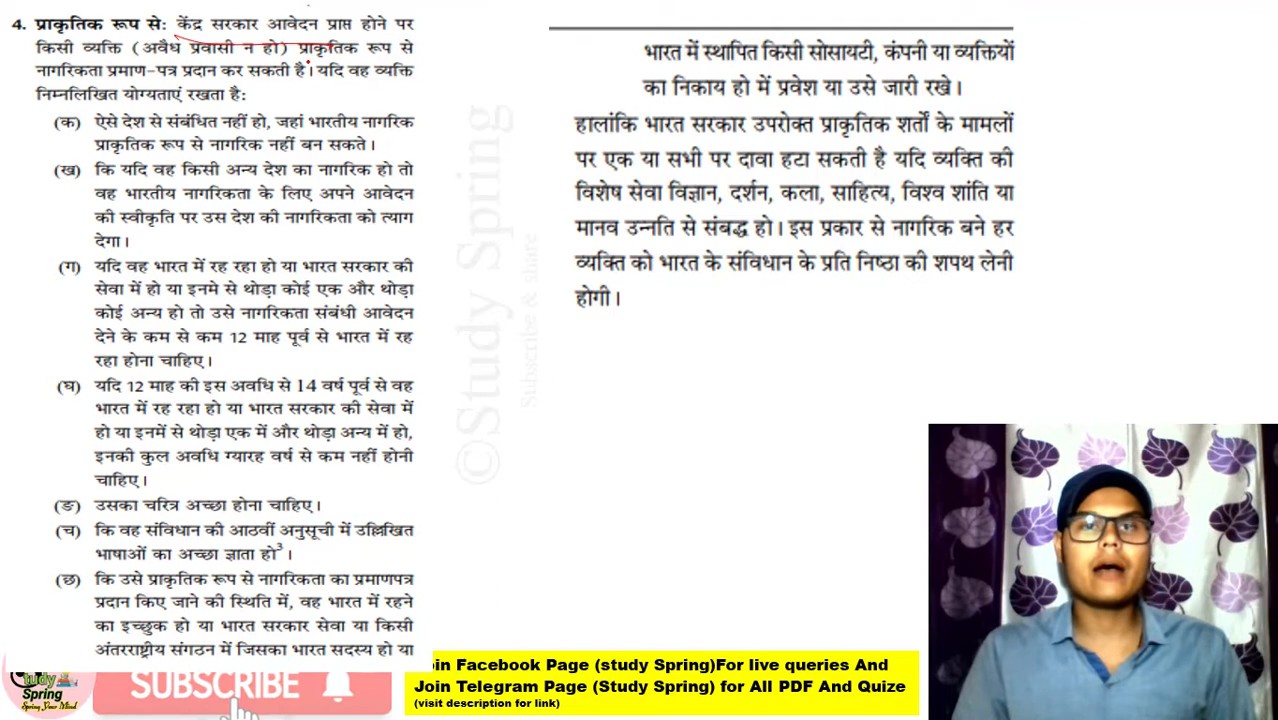 4. प्राकृतिक रूप से: केंद्र सरकार आवेदन प्राप्त होने पर
किसी व्यक्ति (अवैध प्रवासी न हो) प्राकृतिक रूप से
नागरिकता प्रमाण-पत्र प्रदान कर सकती है। यदि वह व्यक्ति
निम्नलिखित योग्यताएं रखता है:
(क) ऐसे देश से संबंधित नहीं हो, जहां भारतीय नागरिक
प्राकृतिक रूप से नागरिक नहीं बन सकते।
(ख) कि यदि वह किसी अन्य देश का नागरिक हो तो
वह भारतीय नागरिकता के लिए अपने आवेदन
की स्वीकृति पर उस देश की नागरिकता को त्याग
देगा।
(ग) यदि वह भारत में रह रहा हो या भारत सरकार की
सेवा में हो या इनमे से थोड़ा कोई एक और थोड़ा
कोई अन्य हो तो उसे नागरिकता संबंधी आवेदन
देने के कम से कम 12 माह पूर्व से भारत में रह
रहा होना चाहिए।
(घ) यदि 12 माह की इस अवधि से 14 वर्ष पूर्व से वह
भारत में रह रहा हो या भारत सरकार की सेवा में
हो या इनमें से थोड़ा एक में और थोड़ा अन्य में हो,
इनकी कुल अवधि ग्यारह वर्ष से कम नहीं होनी
चाहिए।
(ङ) उसका चरित्र अच्छा होना चाहिए।
(च) कि वह संविधान की आठवीं अनुसूची में उल्लिखित
भाषाओं का अच्छा ज्ञाता हो³।
(छ) कि उसे प्राकृतिक रूप से नागरिकता का प्रमाणपत्र
प्रदान किए जाने की स्थिति में, वह भारत में रहने
का इच्छुक हो या भारत सरकार सेवा या किसी
अंतरराष्ट्रीय संगठन में जिसका भारत सदस्य हो या
भारत में स्थापित किसी सोसायटी, कंपनी या व्यक्तियों
का निकाय हो में प्रवेश या उसे जारी रखे।
हालांकि भारत सरकार उपरोक्त प्राकृतिक शर्तों के मामलों
पर एक या सभी पर दावा हटा सकती है यदि व्यक्ति की
विशेष सेवा विज्ञान, दर्शन, कला, साहित्य, विश्व शांति या
मानव उन्नति से संबद्ध हो। इस प्रकार से नागरिक बने हर
व्यक्ति को भारत के संविधान के प्रति निष्ठा की शपथ लेनी
होगी।
©Study Spring
Subscribe & share
tudy
Spring
Spring Your Mind
SUBSCRIBE
oin Facebook Page (study Spring)For live queries And
Join Telegram Page (Study Spring) for All PDF And Quize
(visit description for link)